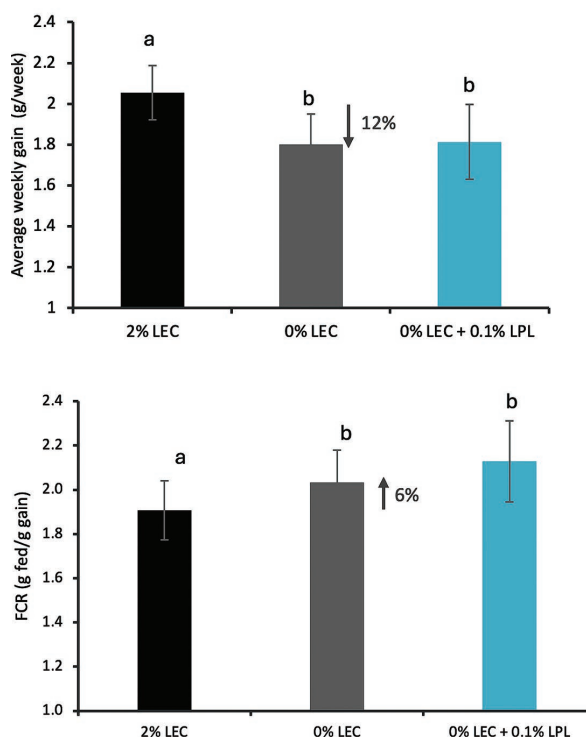 Average weekly gain (g/week)
2.4
2.2
2
1.8
1.6
1.4
1.2
1
a
b
12%
b
2% LEC
0% LEC
0% LEC + 0.1% LPL
FCR (g fed/g gain)
2.4
2.2
2.0
1.8
1.6
1.4
1.2
1.0
a
b
6%
b
2% LEC
0% LEC
0% LEC + 0.1% LPL